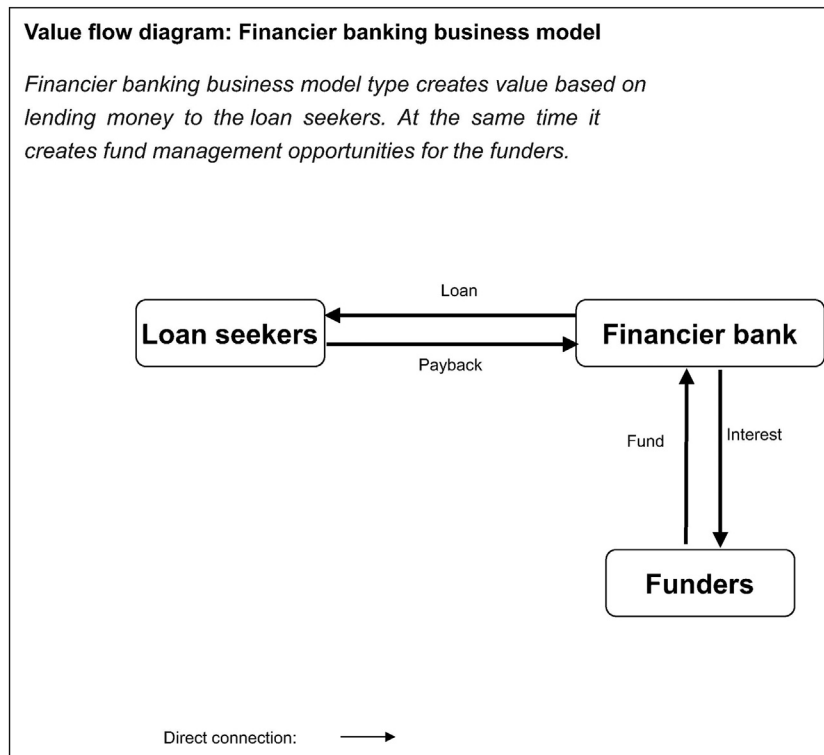 Value flow diagram: Financier banking business model
Financier banking business model type creates value based on
lending money to the loan seekers. At the same time it
creates fund management opportunities for the funders.
Loan
Loan seekers
Financier bank
Payback
Fund
Interest
Funders
Direct connection: